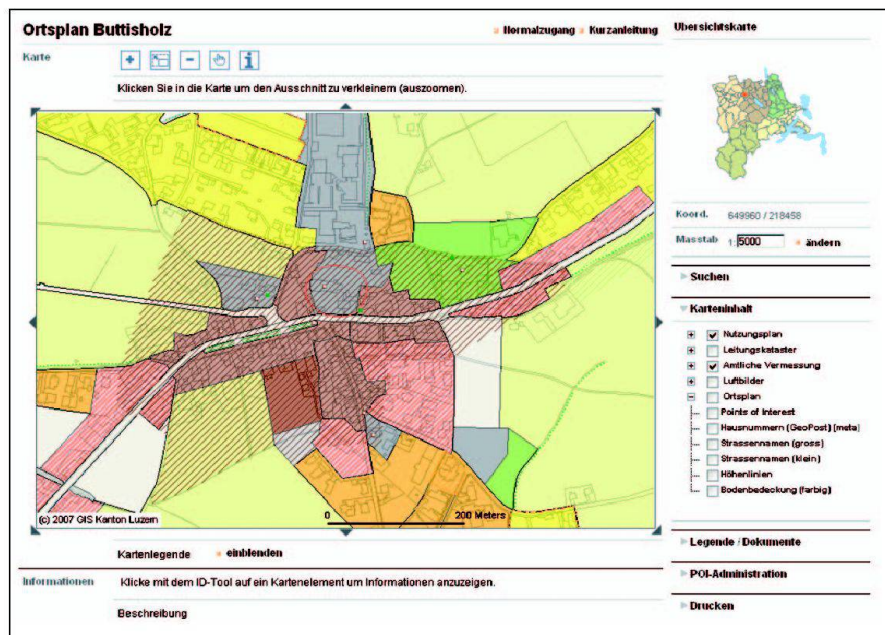 Ortsplan Buttisholz
Normalzugang Kurzanleitung
Karte
Klicken Sie in die Karte um den Ausschnitt zu verkleinern (auszoomen).
(c) 2007 GIS Kanton Luzern
0 200 Meters
Kartenlegende einblenden
Informationen
Klicke mit dem ID-Tool auf ein Kartenelement um Informationen anzuzeigen.
Beschreibung
Übersichtskarte
Koord. 649960 / 218458
Masstab 1: 5000 ändern
Suchen
Karteninhalt
Nutzungsplan
Leitungskataster
Amtliche Vermessung
Luftbilder
Ortsplan
Points of Interest
Hausnummern (GeoPost) (meta)
Strassennamen (gross)
Strassennamen (klein)
Höhenlinien
Bodenbedeckung (farbig)
Legende / Dokumente
POI-Administration
Drucken